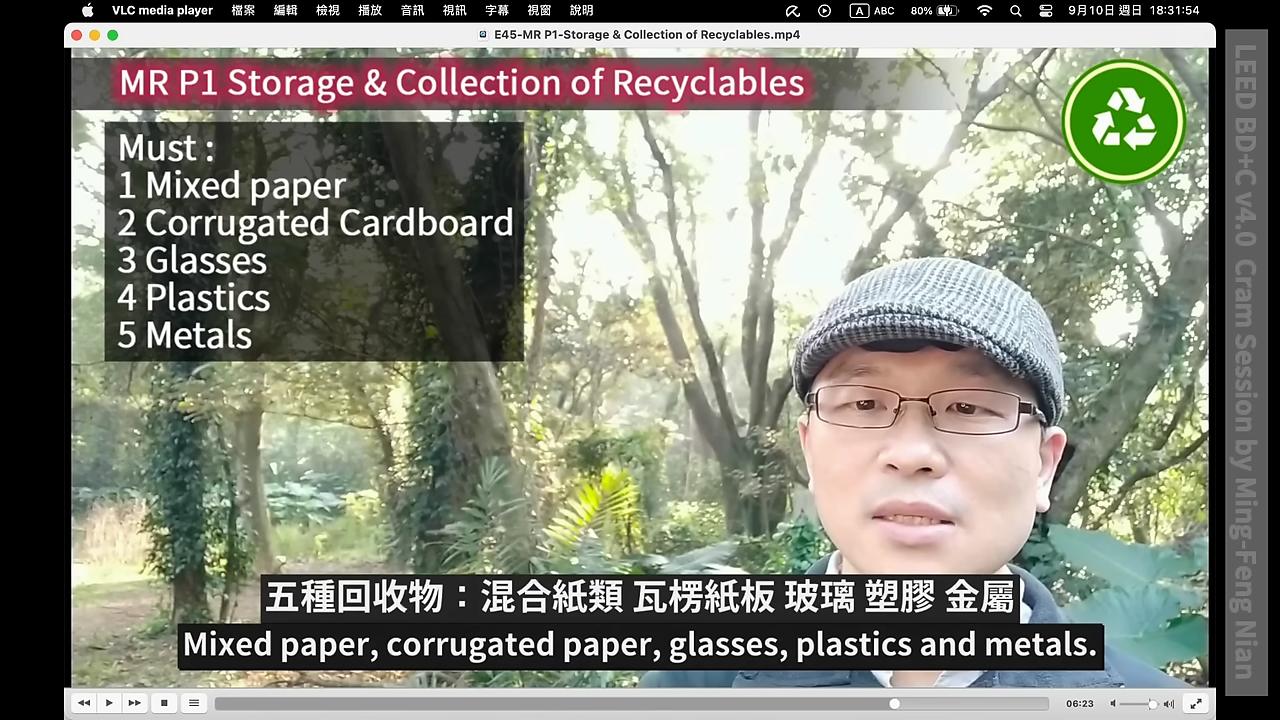 VLC media player 檔案 編輯 檢視 播放 音訊 視訊 字幕 視窗 說明 A ABC 80% 9月10日 週日 18:31:54
E45-MR P1-Storage & Collection of Recyclables.mp4
MR P1 Storage & Collection of Recyclables
Must :
1 Mixed paper
2 Corrugated Cardboard
3 Glasses
4 Plastics
5 Metals
五種回收物：混合紙類 瓦楞紙板 玻璃 塑膠 金屬
Mixed paper, corrugated paper, glasses, plastics and metals.
06:23
LEED BD+C v4.0 Cram Session by Ming-Feng Nian